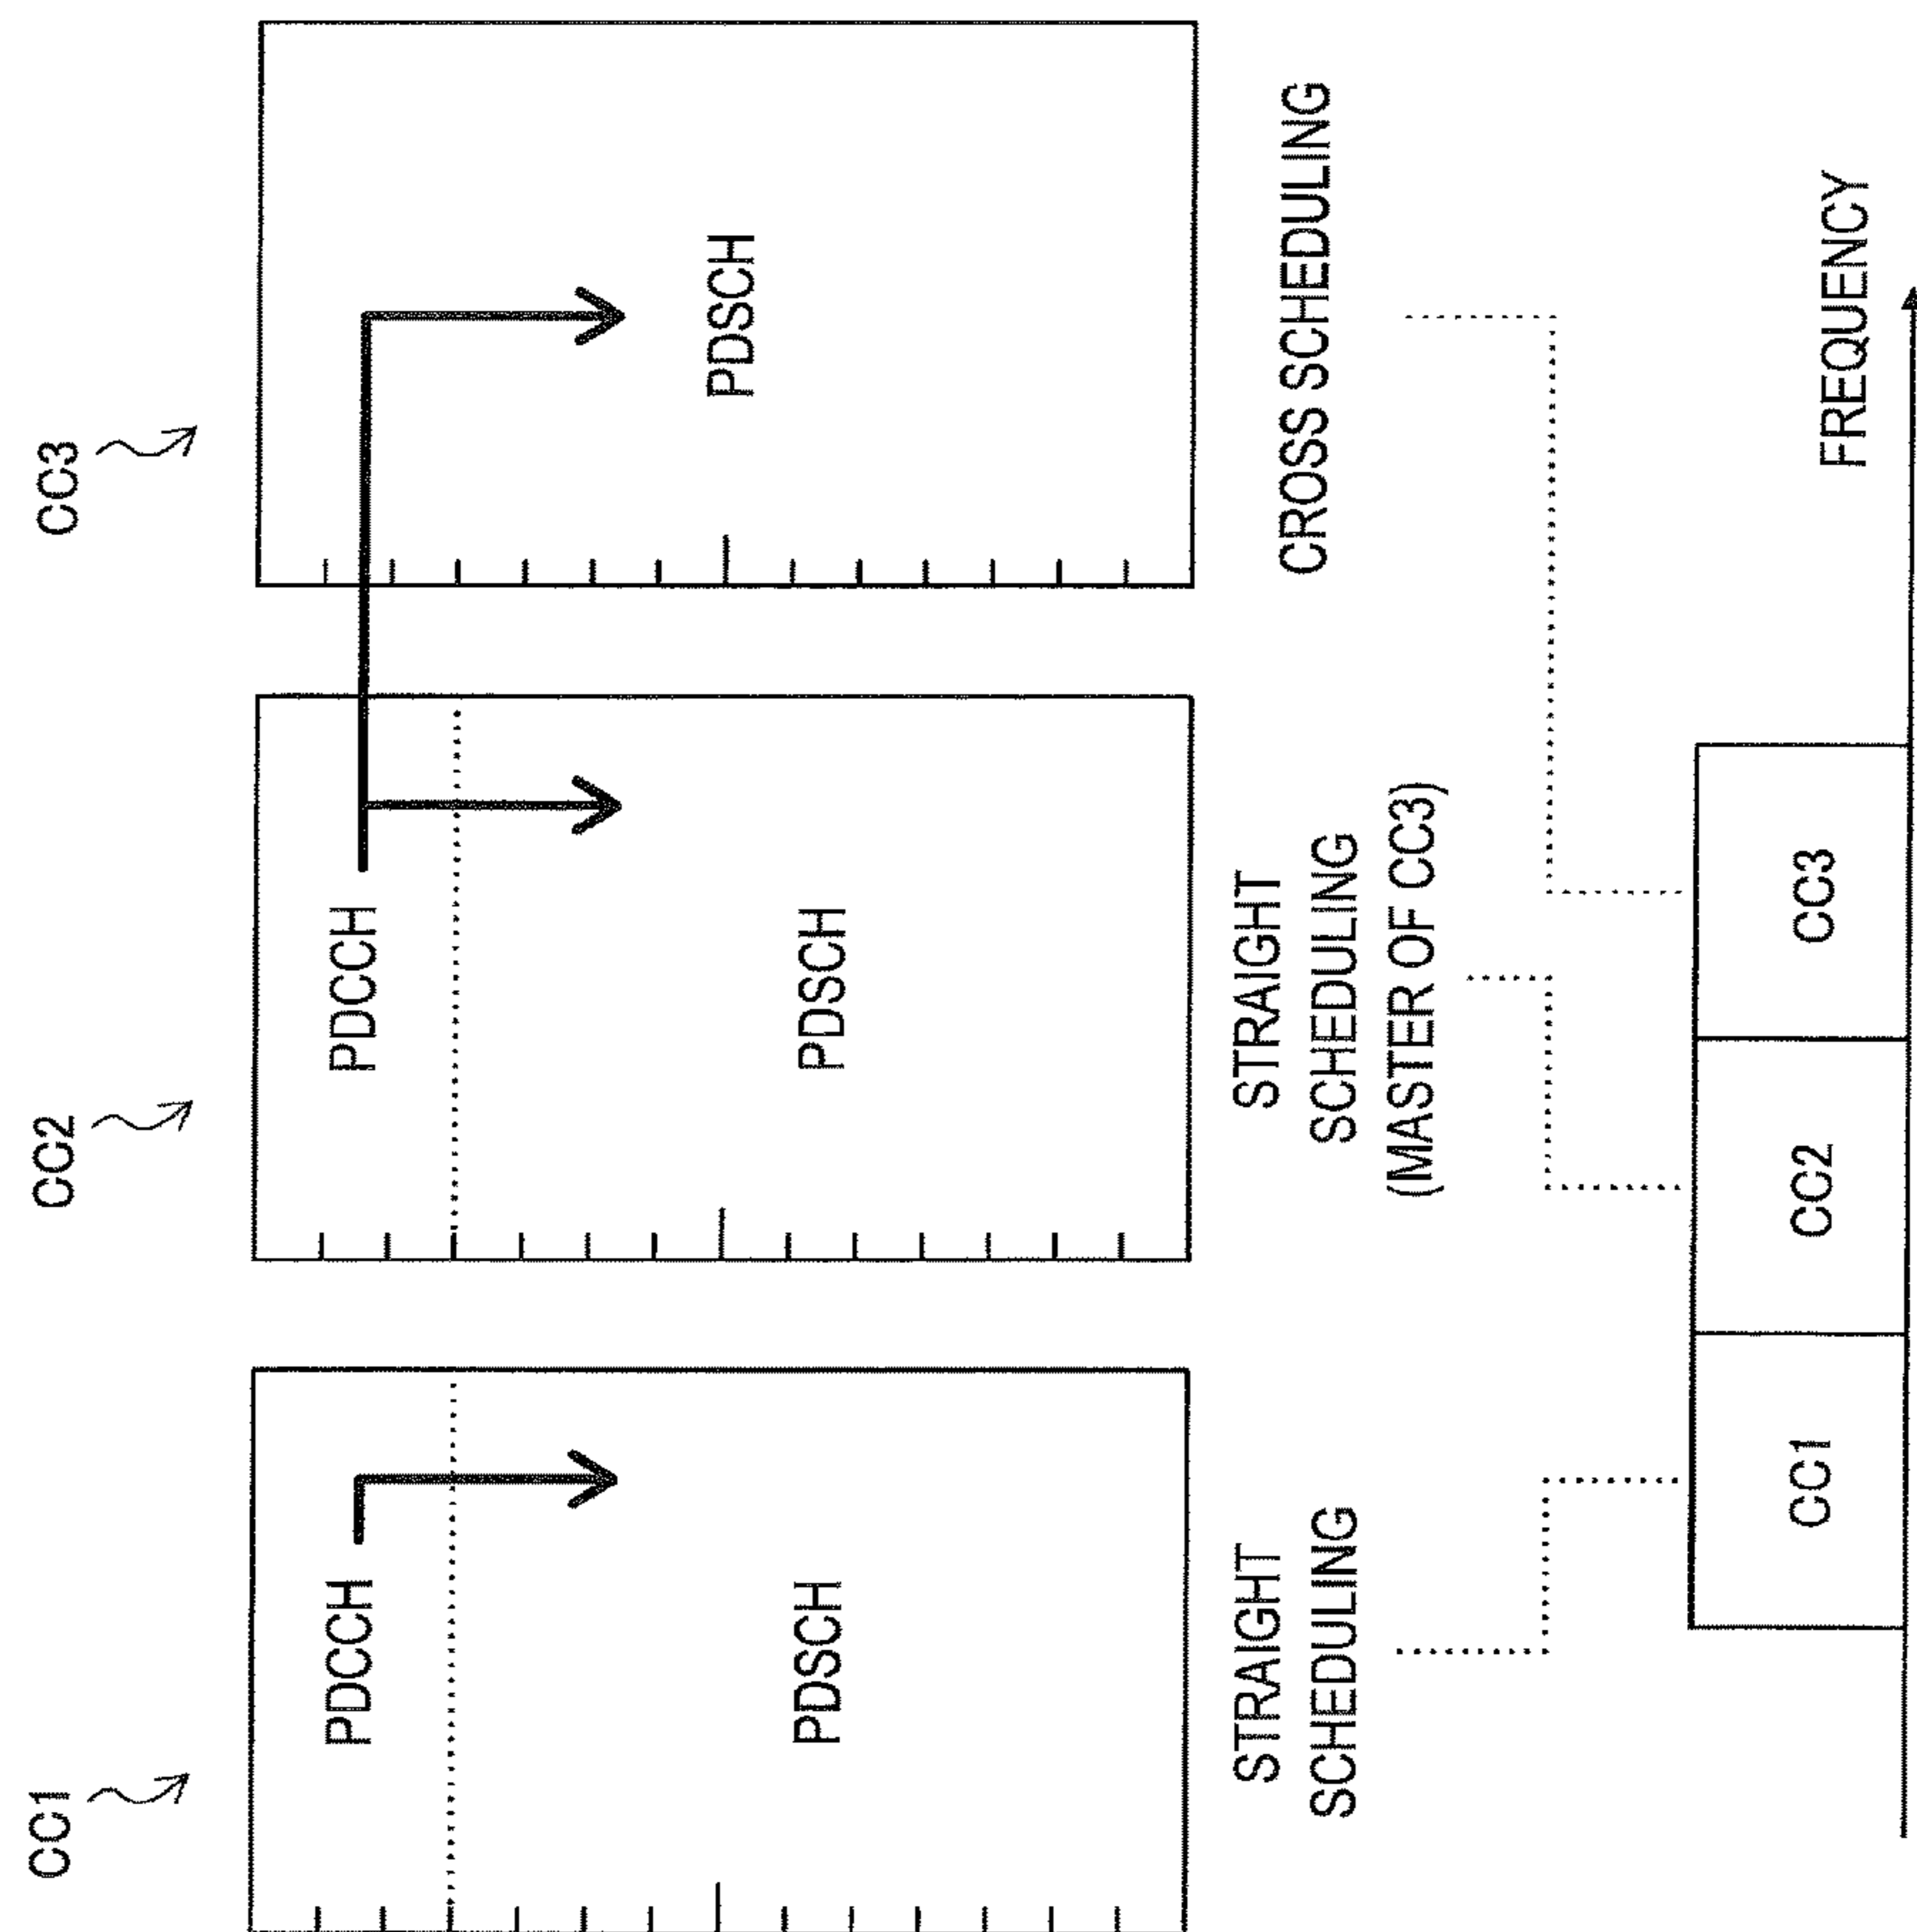 CC1
CC2
CC3
PDCCH
PDSCH
PDCCH
PDSCH
PDSCH
STRAIGHT
SCHEDULING
STRAIGHT
SCHEDULING
(MASTER OF CC3)
CROSS SCHEDULING
CC1
CC2
CC3
FREQUENCY